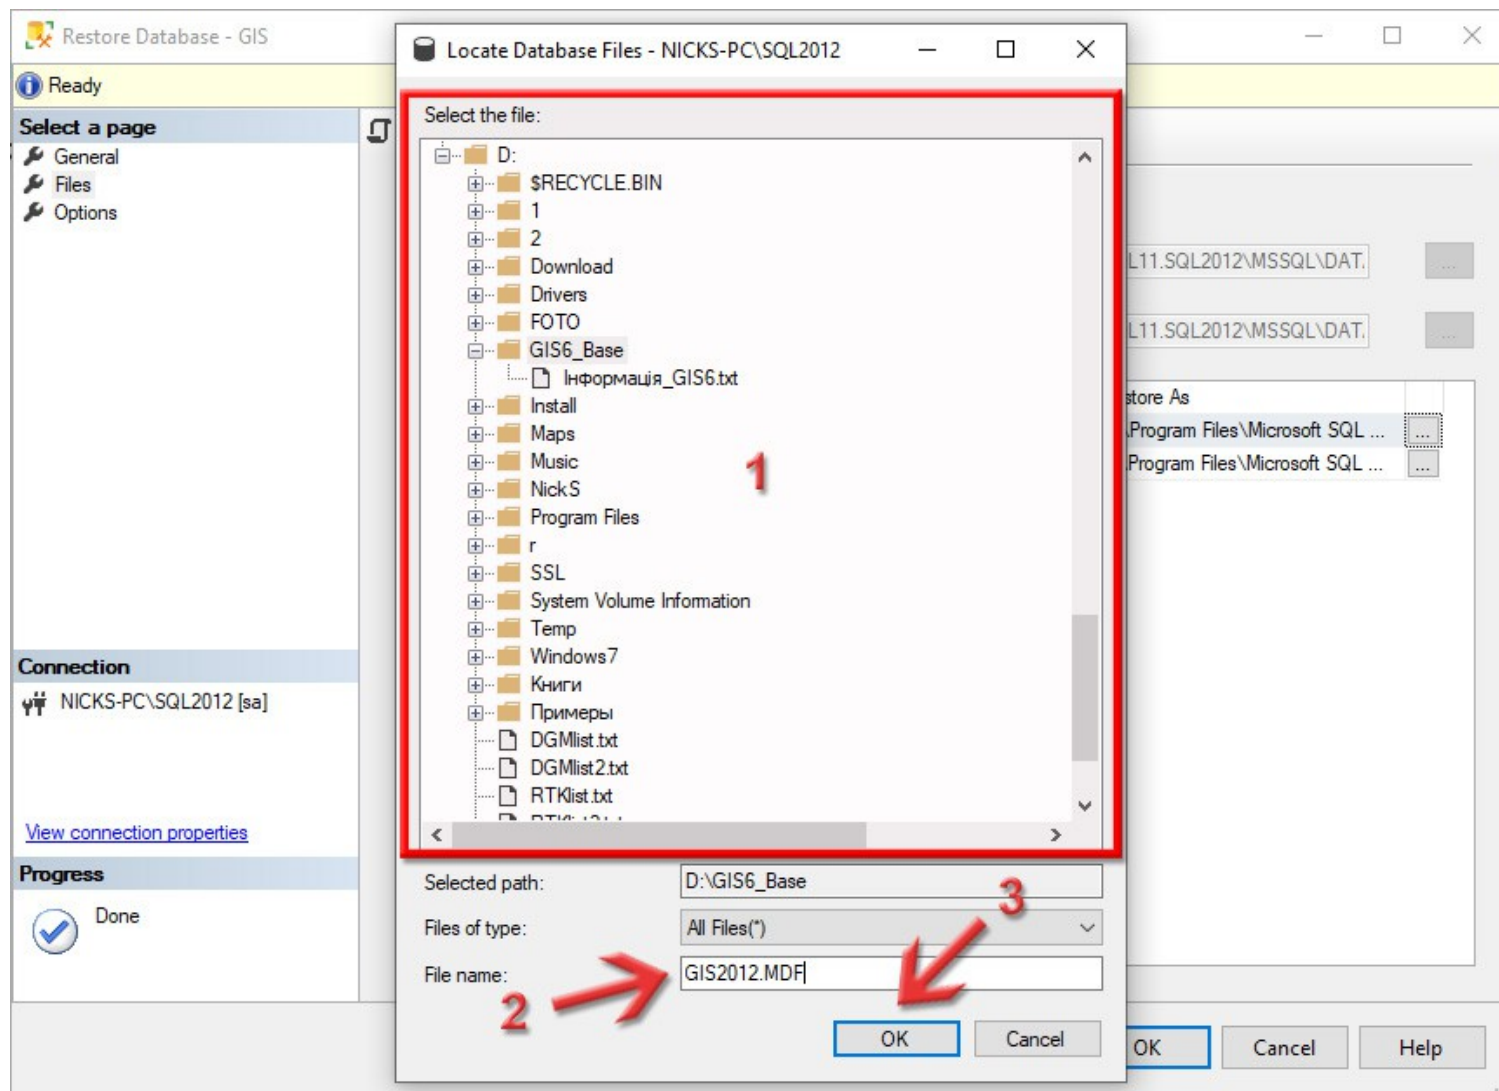 Restore Database - GIS
Ready
Select a page
General
Files
Options
Connection
NICKS-PC\SQL2012 [sa]
View connection properties
Progress
Done
Locate Database Files - NICKS-PC\SQL2012
Select the file:
D:
$RECYCLE.BIN
1
2
Download
Drivers
FOTO
GIS6_Base
Інформація_GIS6.txt
Install
Maps
Music
NickS
Program Files
r
SSL
System Volume Information
Temp
Windows7
Книги
Примеры
DGMlist.txt
DGMlist2.txt
RTKlist.txt
1
Selected path:
D:\GIS6_Base
3
Files of type:
All Files(*)
File name:
GIS2012.MDF
2
OK
Cancel
L11.SQL2012\MSSQL\DAT.
...
L11.SQL2012\MSSQL\DAT.
...
store As
\Program Files\Microsoft SQL ...
...
Program Files\Microsoft SQL ...
...
OK
Cancel
Help